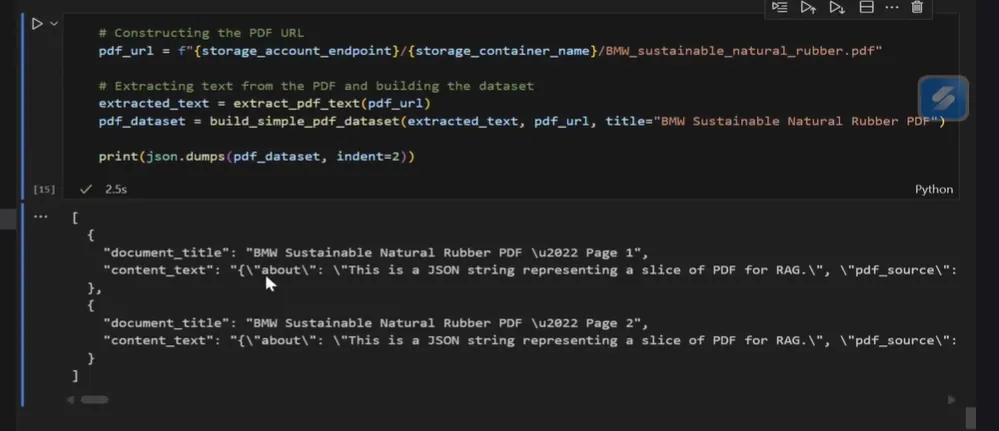 # Constructing the PDF URL
pdf_url = f"{storage_account_endpoint}/{storage_container_name}/BMW_sustainable_natural_rubber.pdf"
# Extracting text from the PDF and building the dataset
extracted_text = extract_pdf_text(pdf_url)
pdf_dataset = build_simple_pdf_dataset(extracted_text, pdf_url, title="BMW Sustainable Natural Rubber PDF")
print(json.dumps(pdf_dataset, indent=2))
[15] 2.5s Python
[
{
"document_title": "BMW Sustainable Natural Rubber PDF \u2022 Page 1",
"content_text": "{\"about\": \"This is a JSON string representing a slice of PDF for RAG.\", \"pdf_source\":
},
{
"document_title": "BMW Sustainable Natural Rubber PDF \u2022 Page 2",
"content_text": "{\"about\": \"This is a JSON string representing a slice of PDF for RAG.\", \"pdf_source\":
}
]